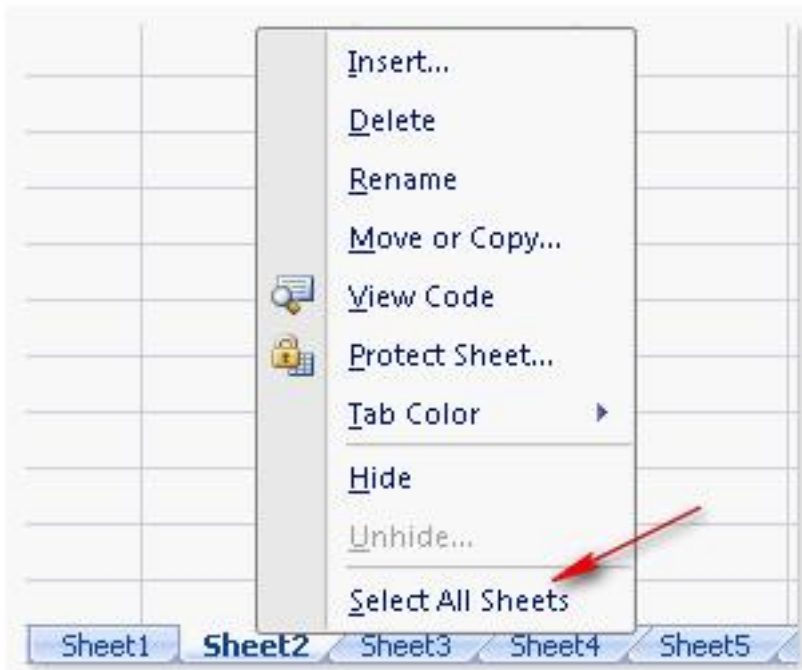 Insert...
Delete
Rename
Move or Copy...
View Code
Protect Sheet...
Tab Color
Hide
Unhide...
Select All Sheets
Sheet1 Sheet2 Sheet3 Sheet4 Sheet5